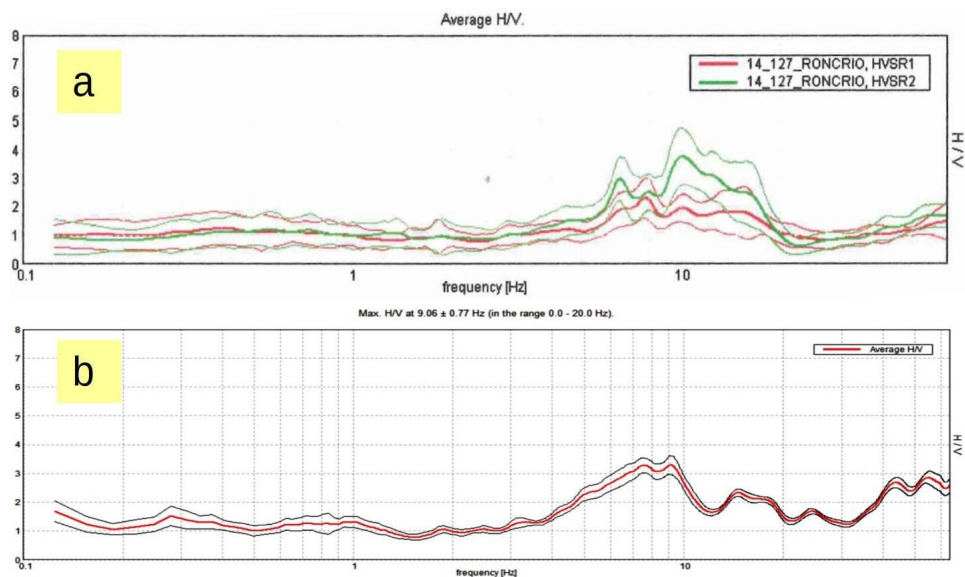 Average H/V.
8
7
6
5
4
3
2
1
0
a
14_127_RONCRIO, HVSR1
14_127_RONCRIO, HVSR2
H / V
0.1
1
10
frequency [Hz]
Max. H/V at 9.06 ± 0.77 Hz (in the range 0.0 - 20.0 Hz).
8
7
6
5
4
3
2
1
0
b
Average H/V
H/V
0.1
1
10
frequency [Hz]